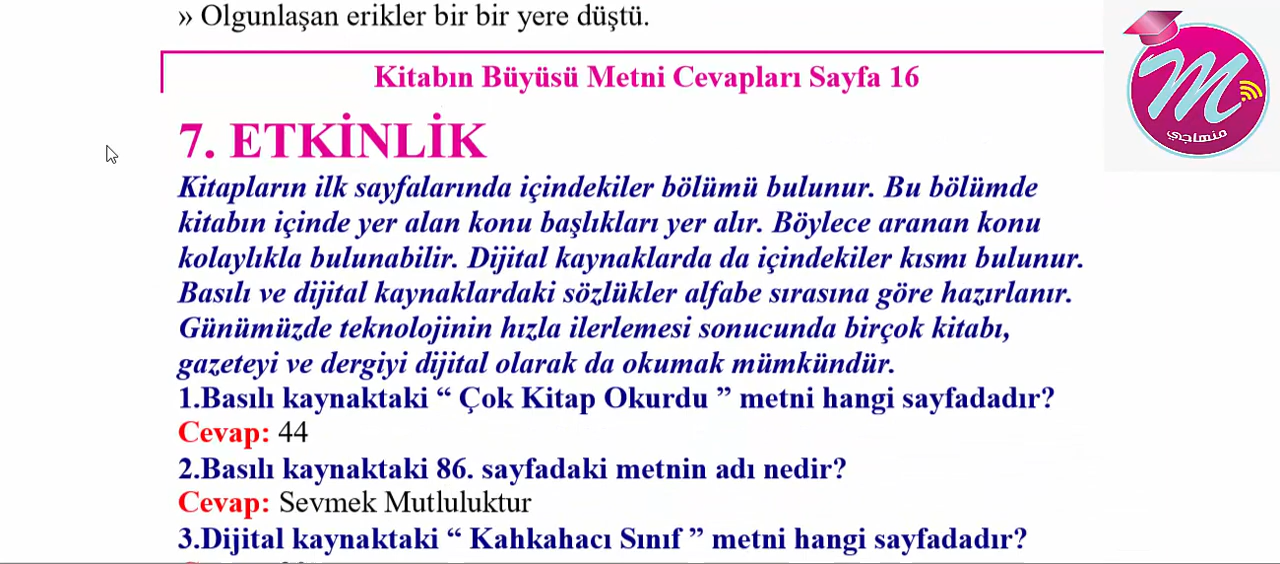 » Olgunlaşan erikler bir bir yere düştü.
Kitabın Büyüsü Metni Cevapları Sayfa 16
7. ETKİNLİK
Kitapların ilk sayfalarında içindekiler bölümü bulunur. Bu bölümde
kitabın içinde yer alan konu başlıkları yer alır. Böylece aranan konu
kolaylıkla bulunabilir. Dijital kaynaklarda da içindekiler kısmı bulunur.
Basılı ve dijital kaynaklardaki sözlükler alfabe sırasına göre hazırlanır.
Günümüzde teknolojinin hızla ilerlemesi sonucunda birçok kitabı,
gazeteyi ve dergiyi dijital olarak da okumak mümkündür.
1.Basılı kaynaktaki “ Çok Kitap Okurdu ” metni hangi sayfadadır?
Cevap: 44
2.Basılı kaynaktaki 86. sayfadaki metnin adı nedir?
Cevap: Sevmek Mutluluktur
3.Dijital kaynaktaki “ Kahkahacı Sınıf ” metni hangi sayfadadır?
منهاجي